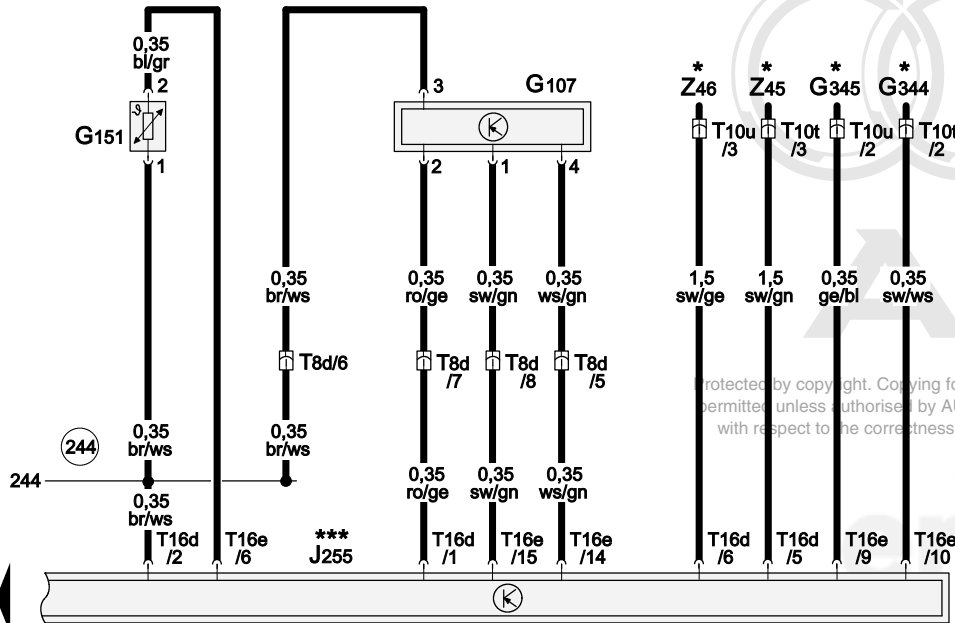 0,35
bl/gr
2
G151
1
3
G107
2
1
4
*
Z46
*
Z45
*
G345
*
G344
T10u
/3
T10t
/3
T10u
/2
T10t
/2
0,35
br/ws
0,35
ro/ge
0,35
sw/gn
0,35
ws/gn
1,5
sw/ge
1,5
sw/gn
0,35
ge/bl
0,35
sw/ws
T8d/6
T8d
/7
T8d
/8
T8d
/5
Protected by copyright. Copying fo
permitted unless authorised by AU
with respect to the correctness
244
0,35
br/ws
0,35
br/ws
244
0,35
ro/ge
0,35
sw/gn
0,35
ws/gn
0,35
br/ws
T16d
/2
T16e
/6
***
J255
T16d
/1
T16e
/15
T16e
/14
T16d
/6
T16d
/5
T16e
/9
T16e
/10